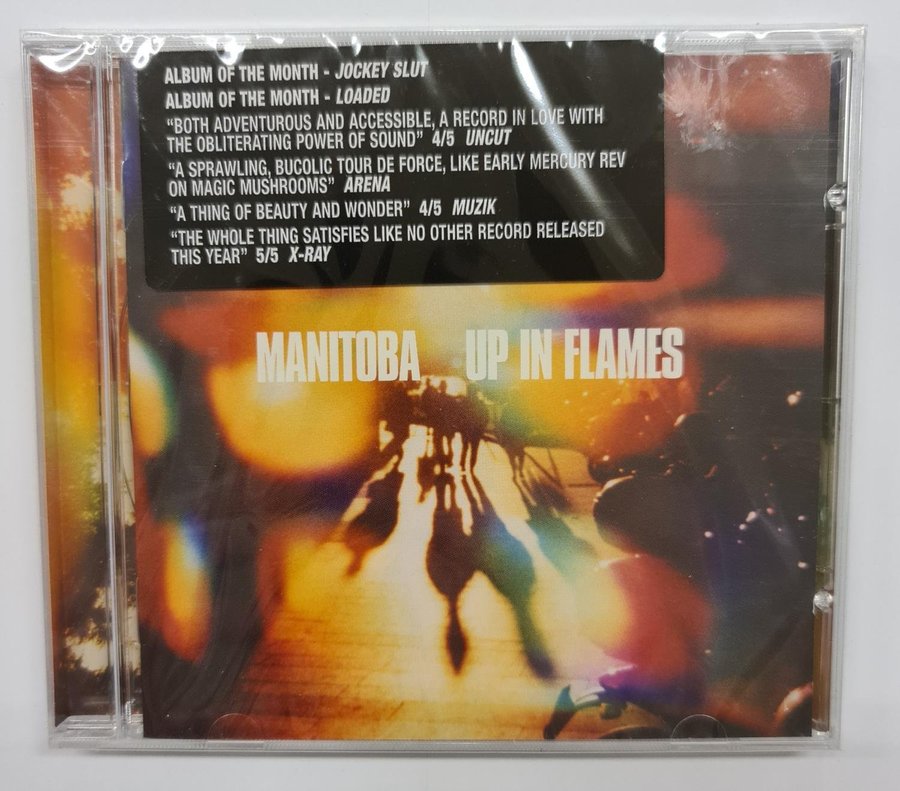 ALBUM OF THE MONTH - JOCKEY SLUT
ALBUM OF THE MONTH - LOADED
“BOTH ADVENTUROUS AND ACCESSIBLE, A RECORD IN LOVE WITH
THE OBLITERATING POWER OF SOUND” 4/5 UNCUT
“A SPRAWLING, BUCOLIC TOUR DE FORCE, LIKE EARLY MERCURY REV
ON MAGIC MUSHROOMS” ARENA
“A THING OF BEAUTY AND WONDER” 4/5 MUZIK
“THE WHOLE THING SATISFIES LIKE NO OTHER RECORD RELEASED
THIS YEAR” 5/5 X-RAY
MANITOBA UP IN FLAMES